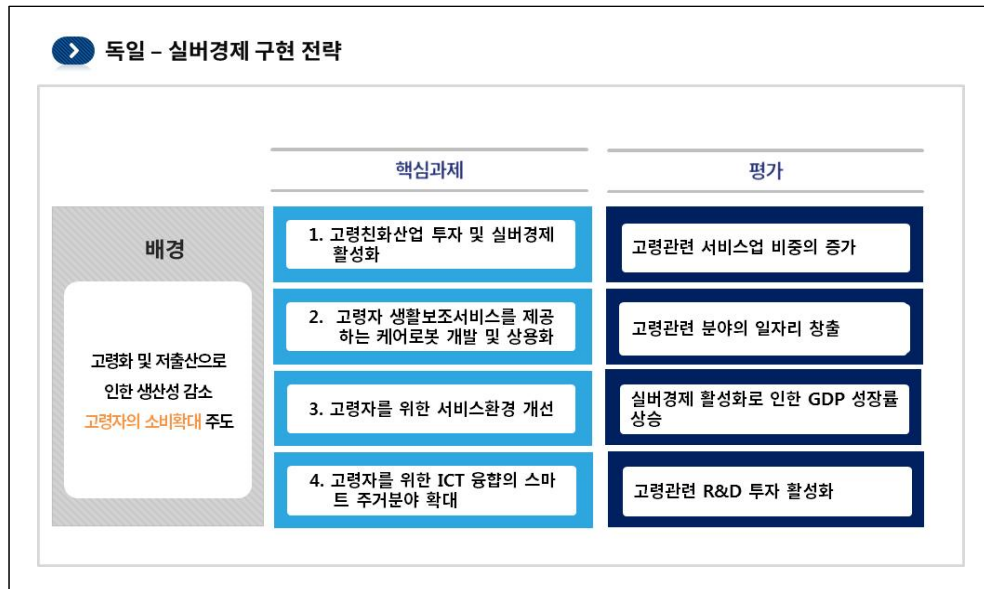 독일 – 실버경제 구현 전략
핵심과제
평가
배경
고령화 및 저출산으로
인한 생산성 감소
고령자의 소비확대 주도
1. 고령친화산업 투자 및 실버경제
활성화
고령관련 서비스업 비중의 증가
2. 고령자 생활보조서비스를 제공
하는 케어로봇 개발 및 상용화
고령관련 분야의 일자리 창출
3. 고령자를 위한 서비스환경 개선
실버경제 활성화로 인한 GDP 성장률
상승
4. 고령자를 위한 ICT 융향의 스마
트 주거분야 확대
고령관련 R&D 투자 활성화